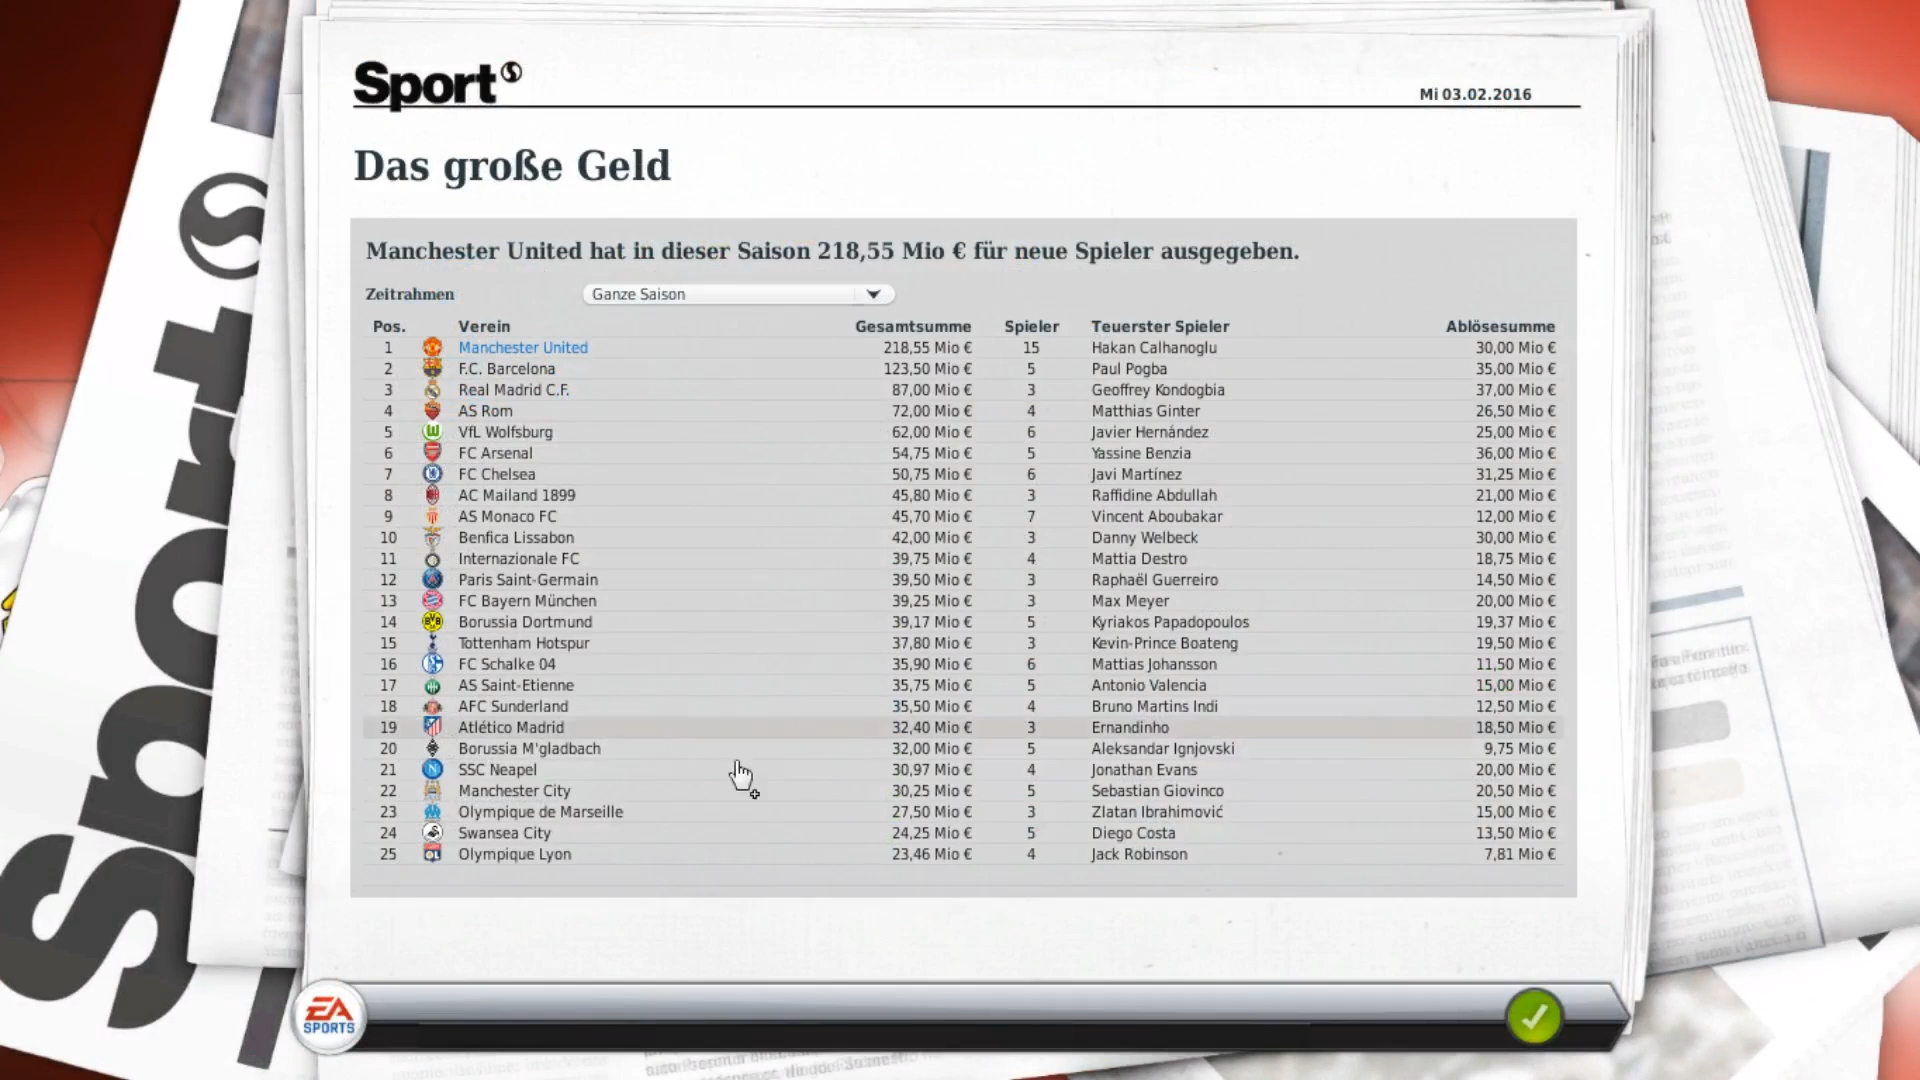 Sport
Mi 03.02.2016
Das große Geld
Manchester United hat in dieser Saison 218,55 Mio € für neue Spieler ausgegeben.
Zeitrahmen Ganze Saison
Pos. Verein Gesamtsumme Spieler Teuerster Spieler Ablösesumme
1 Manchester United 218,55 Mio € 15 Hakan Calhanoglu 30,00 Mio €
2 F.C. Barcelona 123,50 Mio € 5 Paul Pogba 35,00 Mio €
3 Real Madrid C.F. 87,00 Mio € 3 Geoffrey Kondogbia 37,00 Mio €
4 AS Rom 72,00 Mio € 4 Matthias Ginter 26,50 Mio €
5 VfL Wolfsburg 62,00 Mio € 6 Javier Hernández 25,00 Mio €
6 FC Arsenal 54,75 Mio € 5 Yassine Benzia 36,00 Mio €
7 FC Chelsea 50,75 Mio € 6 Javi Martínez 31,25 Mio €
8 AC Mailand 1899 45,80 Mio € 3 Raffidine Abdullah 21,00 Mio €
9 AS Monaco FC 45,70 Mio € 7 Vincent Aboubakar 12,00 Mio €
10 Benfica Lissabon 42,00 Mio € 3 Danny Welbeck 30,00 Mio €
11 Internazionale FC 39,75 Mio € 4 Mattia Destro 18,75 Mio €
12 Paris Saint-Germain 39,50 Mio € 3 Raphaël Guerreiro 14,50 Mio €
13 FC Bayern München 39,25 Mio € 3 Max Meyer 20,00 Mio €
14 Borussia Dortmund 39,17 Mio € 5 Kyriakos Papadopoulos 19,37 Mio €
15 Tottenham Hotspur 37,80 Mio € 3 Kevin-Prince Boateng 19,50 Mio €
16 FC Schalke 04 35,90 Mio € 6 Mattias Johansson 11,50 Mio €
17 AS Saint-Etienne 35,75 Mio € 5 Antonio Valencia 15,00 Mio €
18 AFC Sunderland 35,50 Mio € 4 Bruno Martins Indi 12,50 Mio €
19 Atlético Madrid 32,40 Mio € 3 Ernandinho 18,50 Mio €
20 Borussia M'gladbach 32,00 Mio € 5 Aleksandar Ignjovski 9,75 Mio €
21 SSC Neapel 30,97 Mio € 4 Jonathan Evans 20,00 Mio €
22 Manchester City 30,25 Mio € 5 Sebastian Giovinco 20,50 Mio €
23 Olympique de Marseille 27,50 Mio € 3 Zlatan Ibrahimović 15,00 Mio €
24 Swansea City 24,25 Mio € 5 Diego Costa 13,50 Mio €
25 Olympique Lyon 23,46 Mio € 4 Jack Robinson 7,81 Mio €
EA
SPORTS
Sport